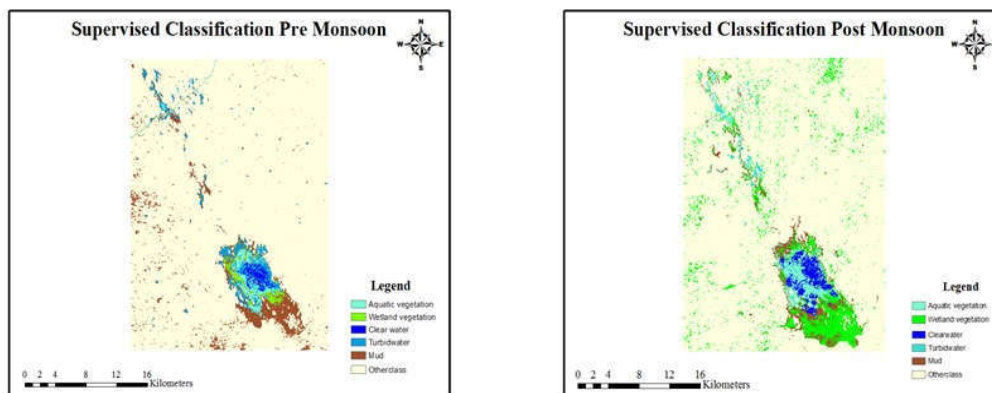 Supervised Classification Pre Monsoon
N
W E
S
Legend
Aquatic vegetation
Wetland vegetation
Clear water
Turbidwater
Mud
Otherclass
0 2 4 8 12 16
Kilometers
Supervised Classification Post Monsoon
N
W E
S
Legend
Aquatic vegetation
Wetland vegetation
Clearwater
Turbidwater
Mud
Otherclass
0 2 4 8 12 16
Kilometers